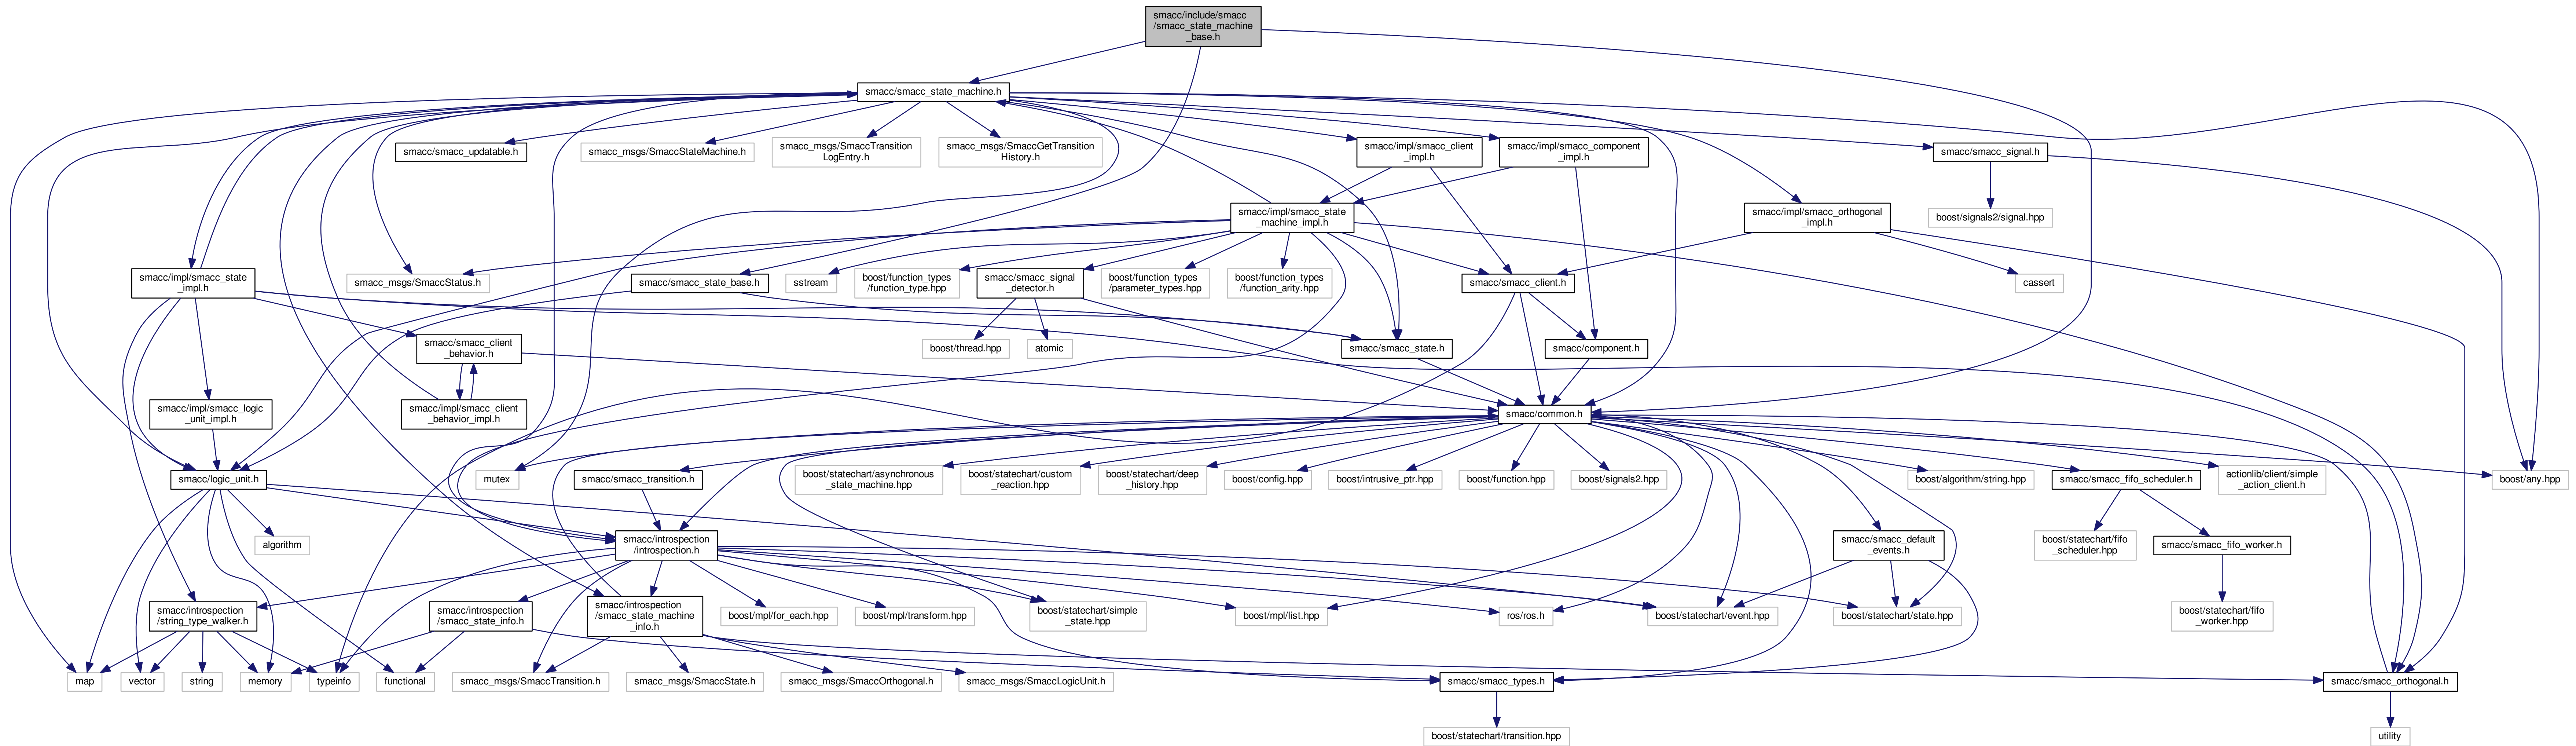 smacc/include/smacc
/smacc_state_machine
_base.h
smacc/smacc_state_machine.h
smacc/smacc_updatable.h
smacc_msgs/SmaccStateMachine.h
smacc_msgs/SmaccTransition
LogEntry.h
smacc_msgs/SmaccGetTransition
History.h
smacc/impl/smacc_client
_impl.h
smacc/impl/smacc_component
_impl.h
smacc/smacc_signal.h
smacc/impl/smacc_state
_machine_impl.h
smacc/impl/smacc_orthogonal
_impl.h
boost/signals2/signal.hpp
smacc/impl/smacc_state
_impl.h
smacc_msgs/SmaccStatus.h
smacc/smacc_state_base.h
sstream
boost/function_types
/function_type.hpp
smacc/smacc_signal
_detector.h
boost/function_types
/parameter_types.hpp
boost/function_types
/function_arity.hpp
smacc/smacc_client.h
cassert
smacc/smacc_client
_behavior.h
boost/thread.hpp
atomic
smacc/smacc_state.h
smacc/component.h
smacc/impl/smacc_logic
_unit_impl.h
smacc/impl/smacc_client
_behavior_impl.h
smacc/common.h
smacc/logic_unit.h
mutex
smacc/smacc_transition.h
boost/statechart/asynchronous
_state_machine.hpp
boost/statechart/custom
_reaction.hpp
boost/statechart/deep
_history.hpp
boost/config.hpp
boost/intrusive_ptr.hpp
boost/function.hpp
boost/signals2.hpp
boost/algorithm/string.hpp
smacc/smacc_fifo_scheduler.h
actionlib/client/simple
_action_client.h
boost/any.hpp
algorithm
smacc/introspection
/introspection.h
smacc/smacc_default
_events.h
boost/statechart/fifo
_scheduler.hpp
smacc/smacc_fifo_worker.h
smacc/introspection
/string_type_walker.h
smacc/introspection
/smacc_state_info.h
smacc/introspection
/smacc_state_machine
_info.h
boost/mpl/for_each.hpp
boost/mpl/transform.hpp
boost/statechart/simple
_state.hpp
boost/mpl/list.hpp
ros/ros.h
boost/statechart/event.hpp
boost/statechart/state.hpp
boost/statechart/fifo
_worker.hpp
map
vector
string
memory
typeinfo
functional
smacc_msgs/SmaccTransition.h
smacc_msgs/SmaccState.h
smacc_msgs/SmaccOrthogonal.h
smacc_msgs/SmaccLogicUnit.h
smacc/smacc_types.h
smacc/smacc_orthogonal.h
boost/statechart/transition.hpp
utility